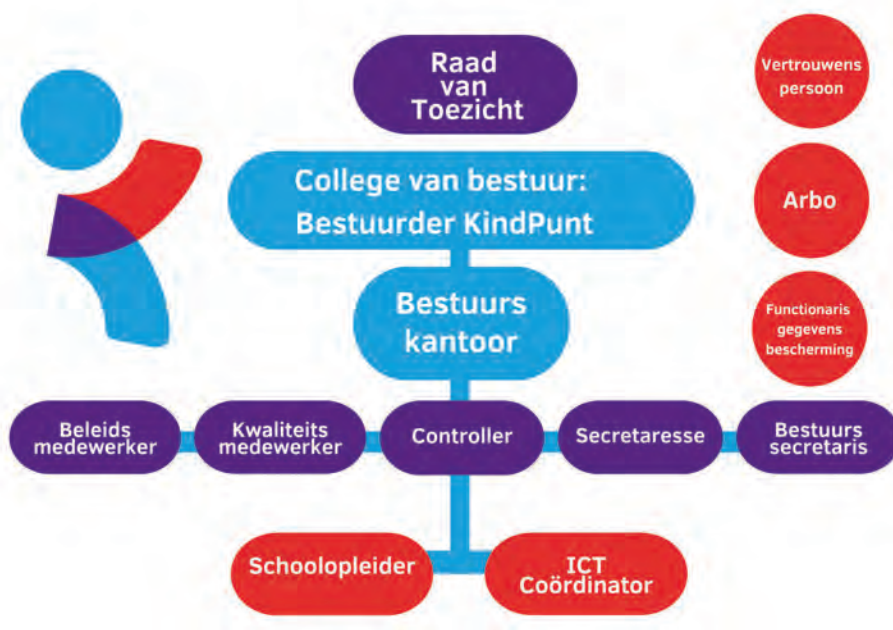 Raad
van
Toezicht
Vertrouwens
persoon
College van bestuur:
Bestuurder KindPunt
Arbo
Bestuurs
kantoor
Functionaris
gegevens
bescherming
Beleids
medewerker
Kwaliteits
medewerker
Controller
Secretaresse
Bestuurs
secretaris
Schoolopleider
ICT
Coördinator